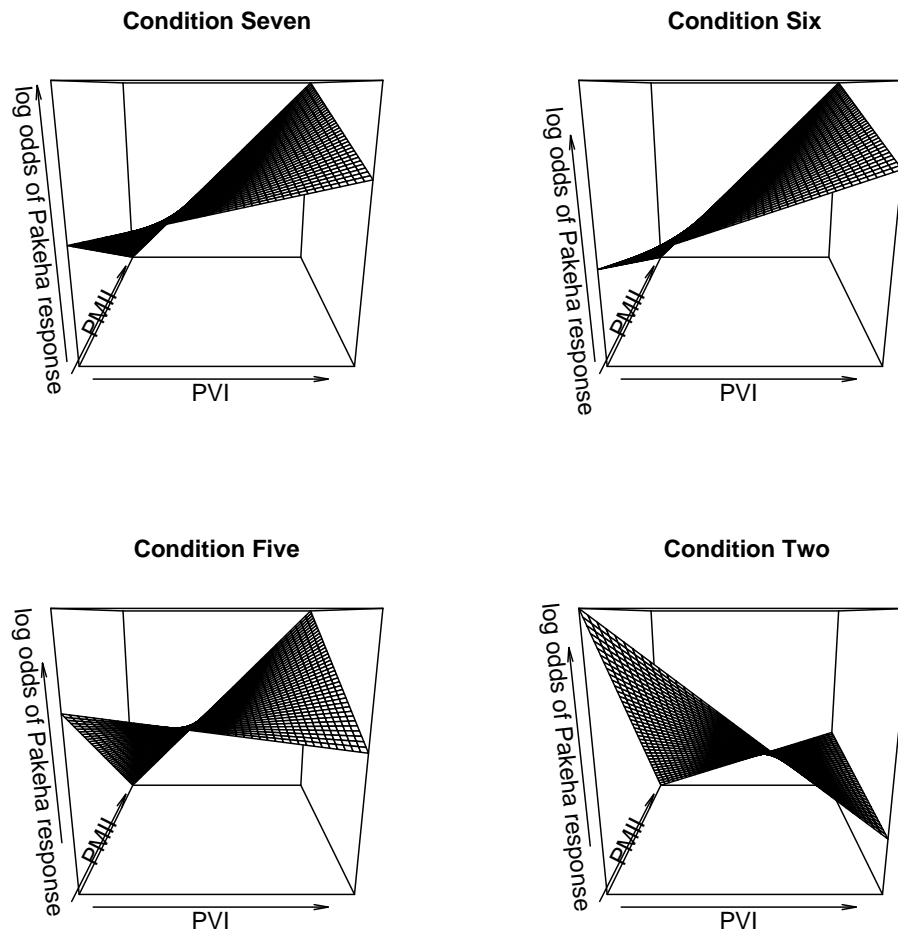 Condition Seven
log odds of Pakeha response
PMII
PVI
Condition Six
log odds of Pakeha response
PMII
PVI
Condition Five
log odds of Pakeha response
PMII
PVI
Condition Two
log odds of Pakeha response
PMII
PVI